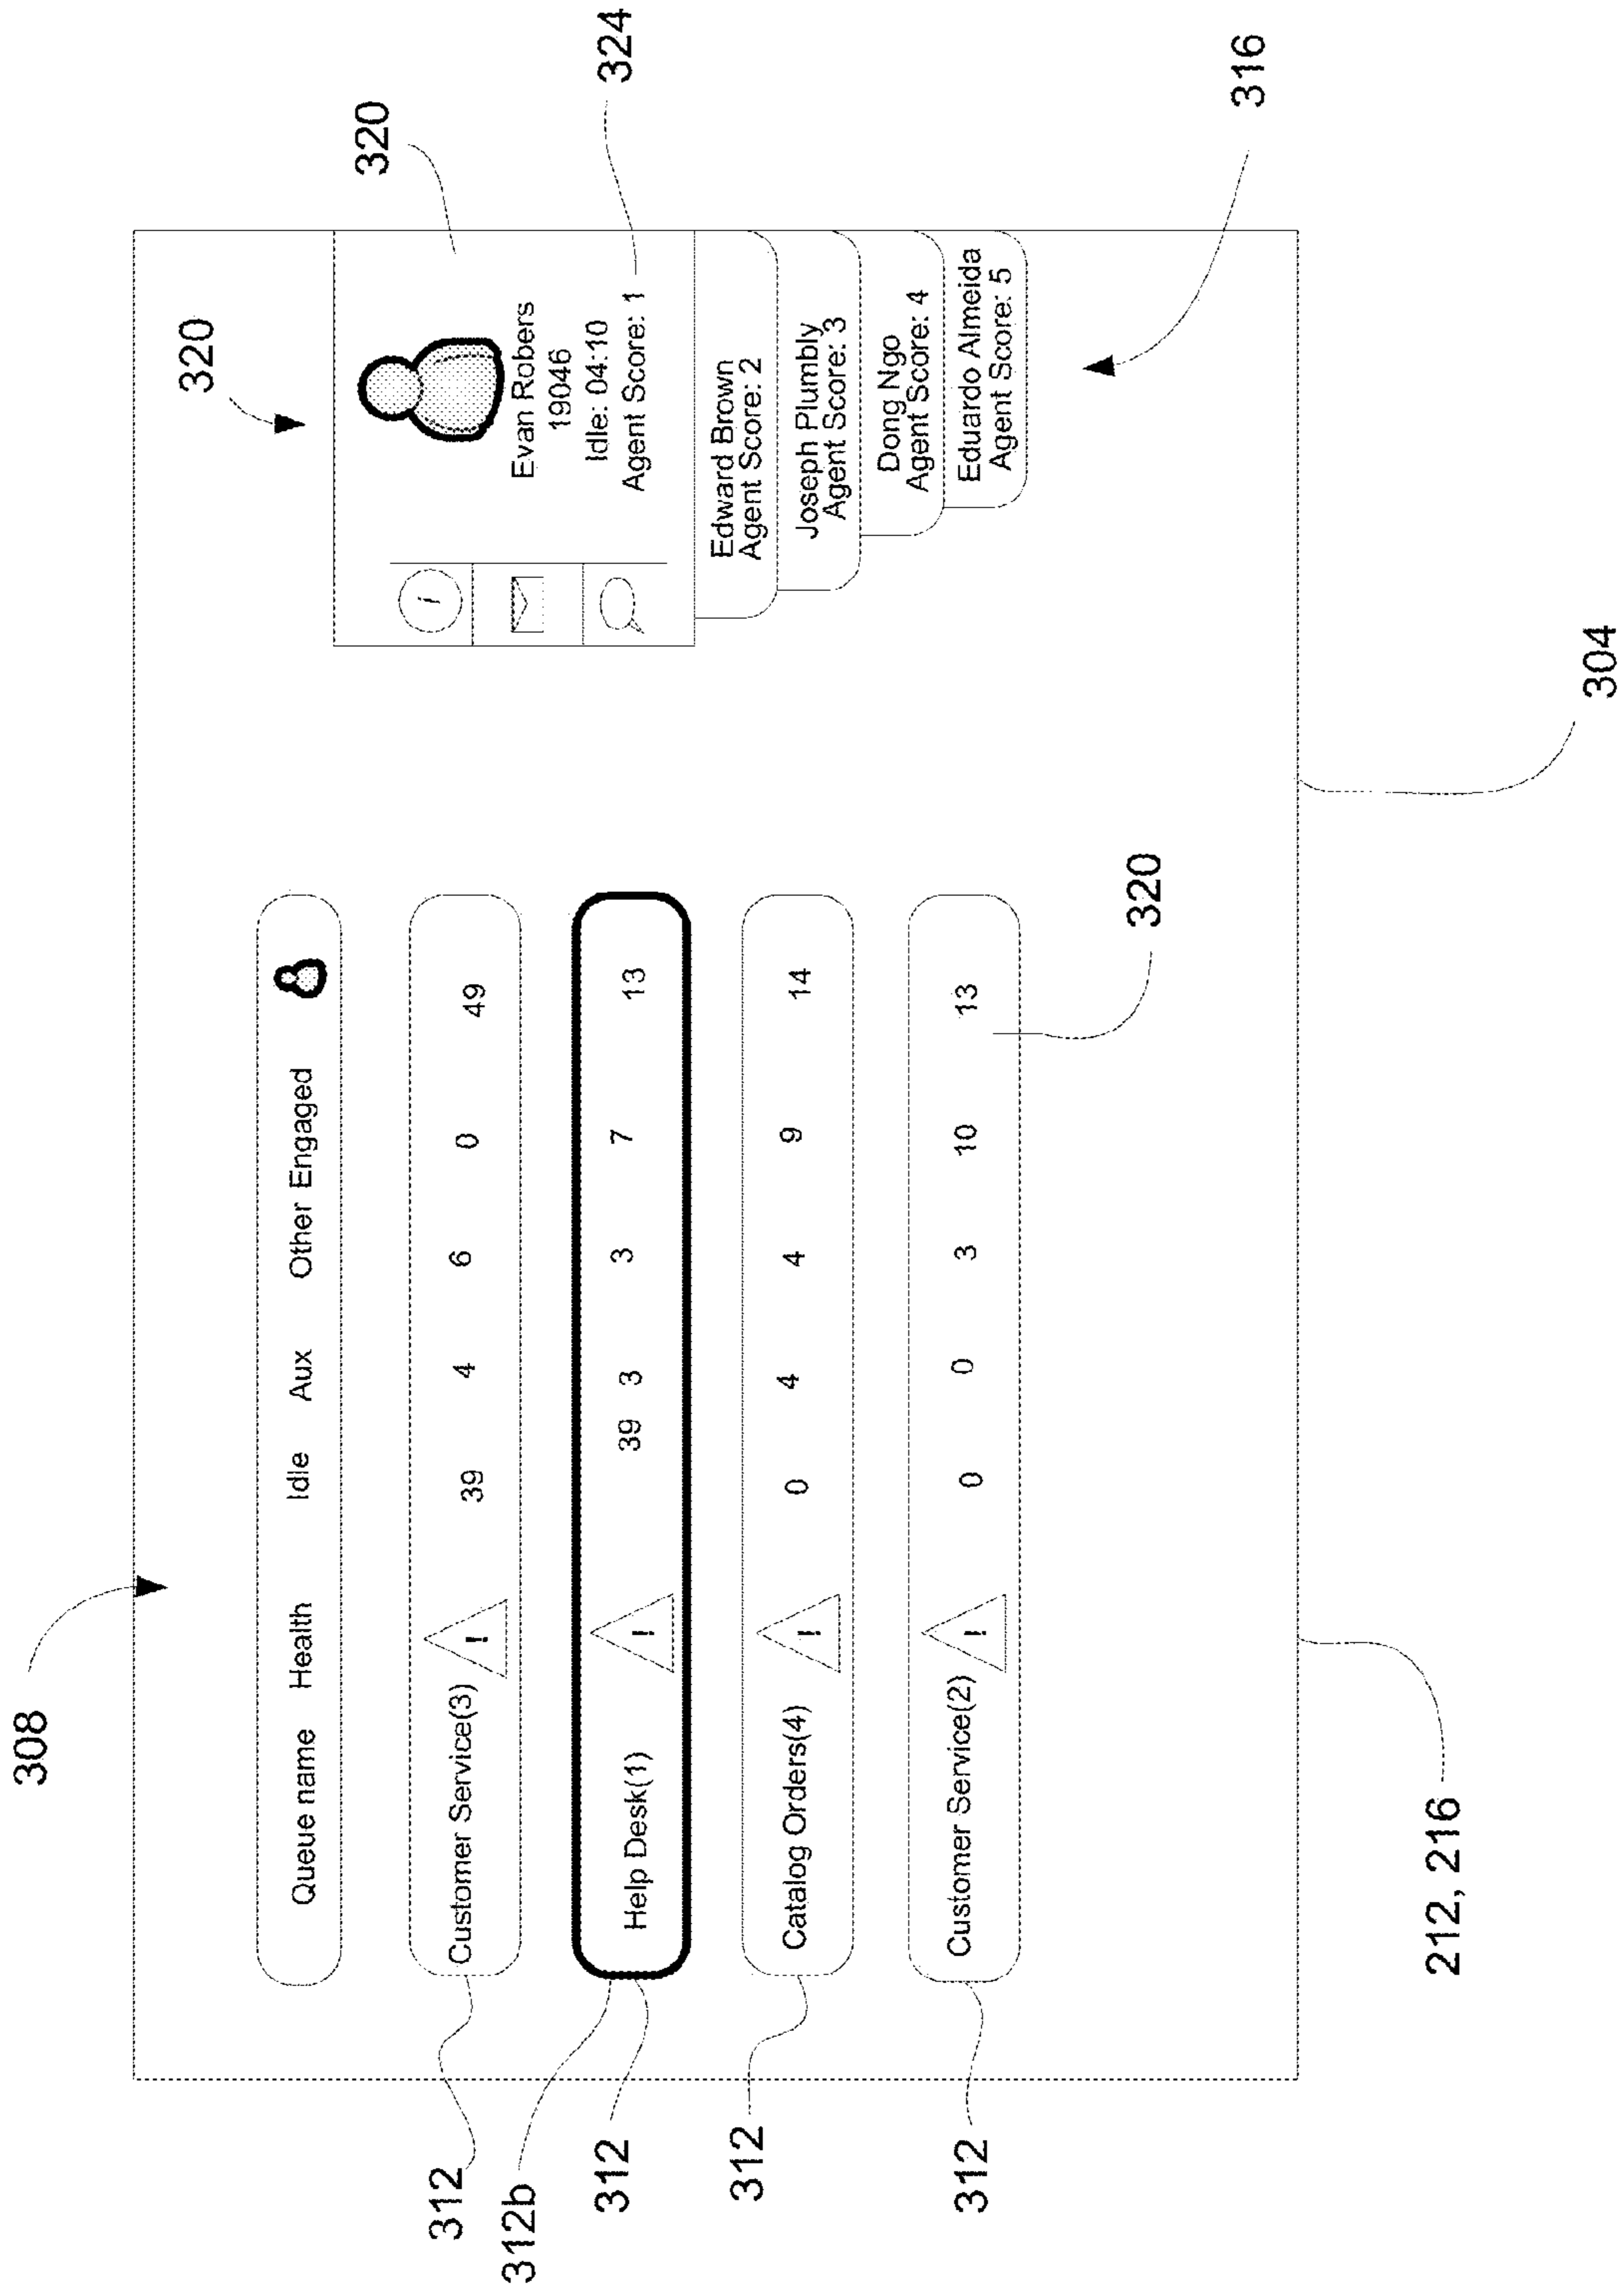 308
320
320
324
Queue name Health Idle Aux Other Engaged
Customer Service(3) ! 39 4 6 0 49
Help Desk(1) ! 39 3 3 7 13
Catalog Orders(4) ! 0 4 4 9 14
Customer Service(2) ! 0 0 3 10 13
i
Evan Robers
19046
Idle: 04:10
Agent Score: 1
Edward Brown
Agent Score: 2
Joseph Plumbly
Agent Score: 3
Dong Ngo
Agent Score: 4
Eduardo Almeida
Agent Score: 5
312
312b
312
312
312
320
316
212, 216
304